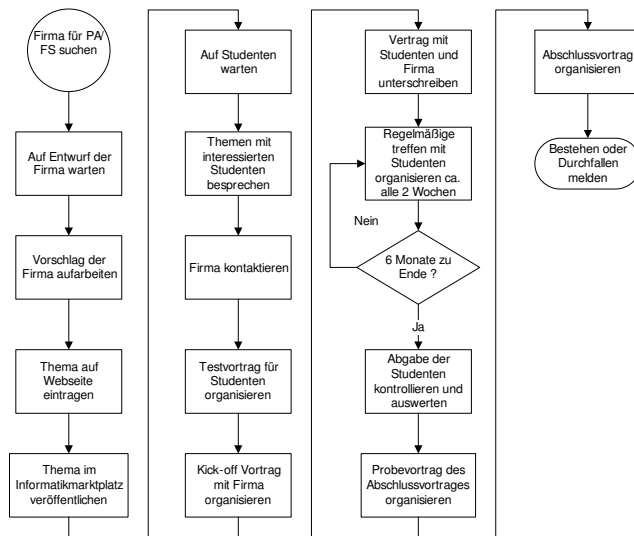 Firma für PA/
FS suchen
Auf Entwurf der
Firma warten
Vorschlag der
Firma aufarbeiten
Thema auf
Webseite
eintragen
Thema im
Informatikmarktplatz
veröffentlichen
Auf Studenten
warten
Themen mit
interessierten
Studenten
besprechen
Firma kontaktieren
Testvortrag für
Studenten
organisieren
Kick-off Vortrag
mit Firma
organisieren
Vertrag mit
Studenten und
Firma
unterschreiben
Regelmäßige
treffen mit
Studenten
organisieren ca.
alle 2 Wochen
Nein
6 Monate zu
Ende ?
Ja
Abgabe der
Studenten
kontrollieren und
auswerten
Probevortrag des
Abschlussvortrages
organisieren
Abschlussvortrag
organisieren
Bestehen oder
Durchfallen
melden